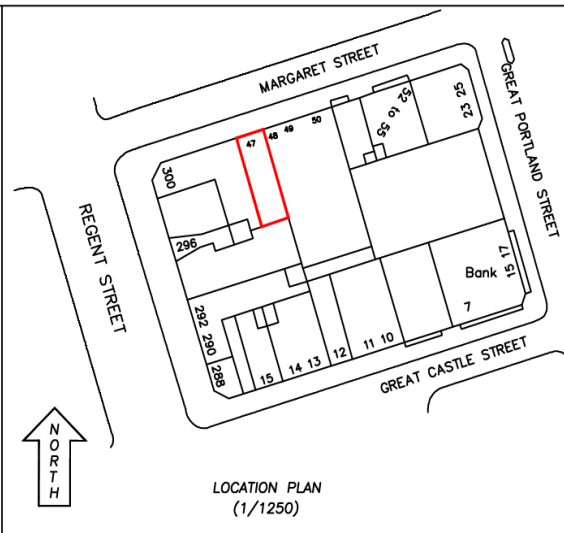 MARGARET STREET
GREAT PORTLAND STREET
REGENT STREET
GREAT CASTLE STREET
47
48
49
50
52 to 55
23 25
300
296
292
290
288
15
14 13
12
11 10
7
Bank
15 17
NORTH
LOCATION PLAN
(1/1250)